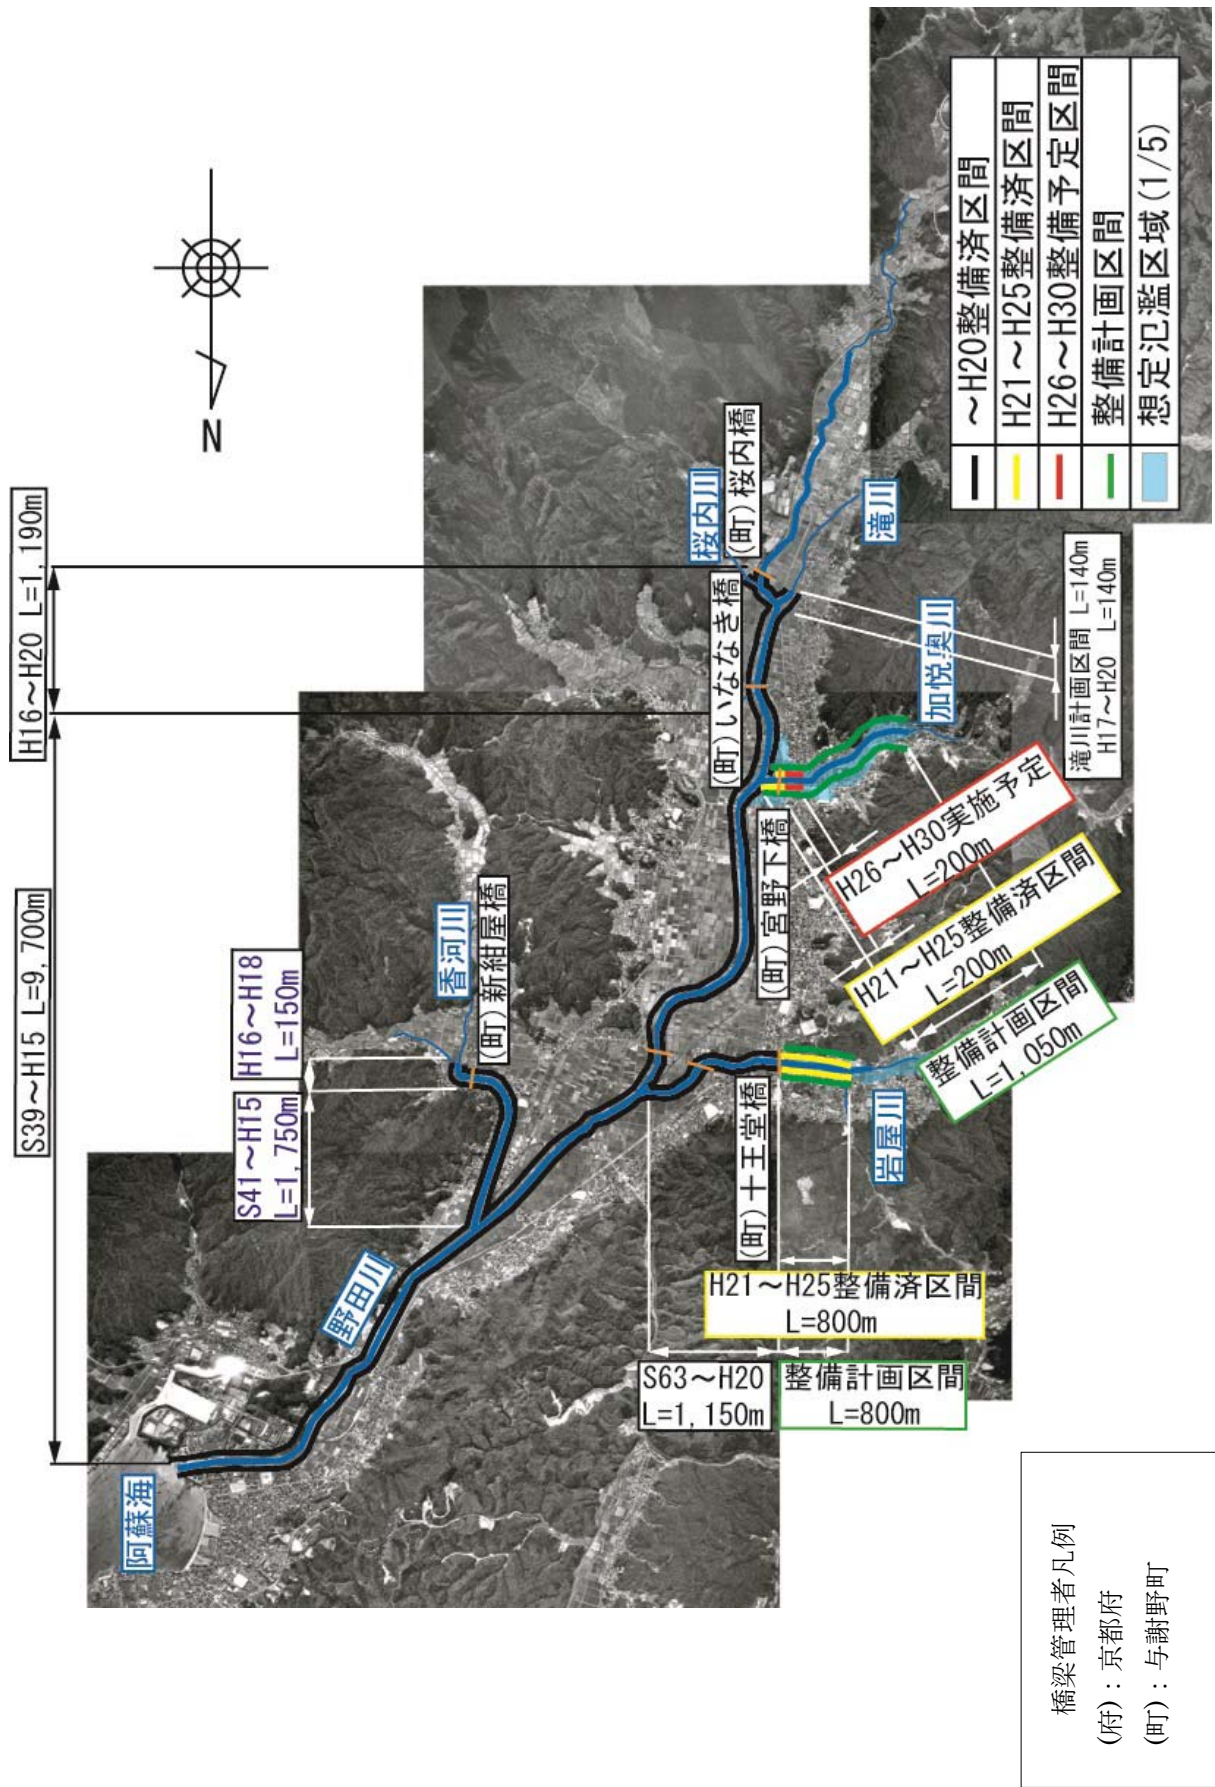 S39～H15 L=9,700m
H16～H20 L=1,190m
N
S41～H15
L=1,750m
H16～H18
L=150m
香河川
(町)新紺屋橋
桜内川
(町)桜内橋
(町)いななき橋
滝川
阿蘇海
野田川
(町)宮野下橋
加悦奥川
滝川計画区間 L=140m
H17～H20 L=140m
H26～H30実施予定
L=200m
H21～H25整備済区間
L=200m
整備計画区間
L=1,050m
(町)十王堂橋
岩屋川
H21～H25整備済区間
L=800m
S63～H20
L=1,150m
整備計画区間
L=800m
～H20整備済区間
H21～H25整備済区間
H26～H30整備予定区間
整備計画区間
想定氾濫区域(1/5)
橋梁管理者凡例
(府)：京都府
(町)：与謝野町